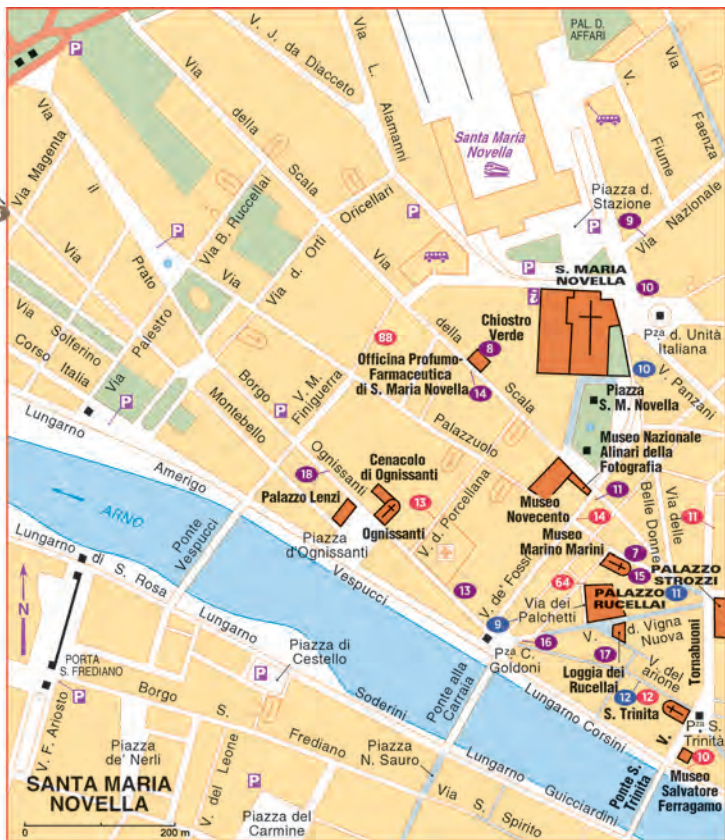 PAL. D.
AFFARI
P
V. J. da Diacceto
Via L. Alamanni
Via della Scala
Via Faenza
V. Fiume
Santa Maria
Novella
Via Magenta
Via il Prato
Via B. Ruccellai
Oricellari
Via d. Orti
P
P
P
Piazza d.
Stazione
P
9
Via Nazionale
P
i
S. MARIA
NOVELLA
10
Pza d. Unità
Italiana
Via
Via
Via Palestro
Solferino
Corso Italia
88
Chiostro
Verde
8
Officina Profumo-
Farmaceutica
di S. Maria Novella
14
della Scala
10
V. Panzani
Piazza
S. M. Novella
Borgo
V. M. Finiguerra
P
P
Montebello
Palazzuolo
Museo Nazionale
Alinari della
Fotografia
Lungarno
Amerigo
Vespucci
Ognissanti
18
Cenacolo
di Ognissanti
13
Palazzo Lenzi
Ognissanti
Piazza
d'Ognissanti
V. d. Porcellana
Museo
Novecento
11
14
Belle Donne
Via delle
11
Museo
Marino Marini
7
15
PALAZZO
STROZZI
11
ARNO
Ponte
Vespucci
Lungarno
di S. Rosa
13
V. de' Fossi
64
PALAZZO
RUCELLAI
9
Via dei
Palchetti
16
V. d. Vigna
Nuova
17
Pza C.
Goldoni
Loggia dei
Rucellai
V. del
arione
V. Tornabuoni
12
12
S. Trinita
Pza S.
Trinità
10
Museo
Salvatore
Ferragamo
N
PORTA
S. FREDIANO
Lungarno
Soderini
Piazza di
Cestello
P
Ponte alla
Carraia
Lungarno Corsini
Ponte S.
Trinita
P
V. F. Ariosto
Borgo S. Frediano
Piazza
de' Nerli
V. del Leone
P
Piazza
N. Sauro
Lungarno
Guicciardini
Via S. Spirito
Piazza del
Carmine
SANTA MARIA
NOVELLA
0
200 m